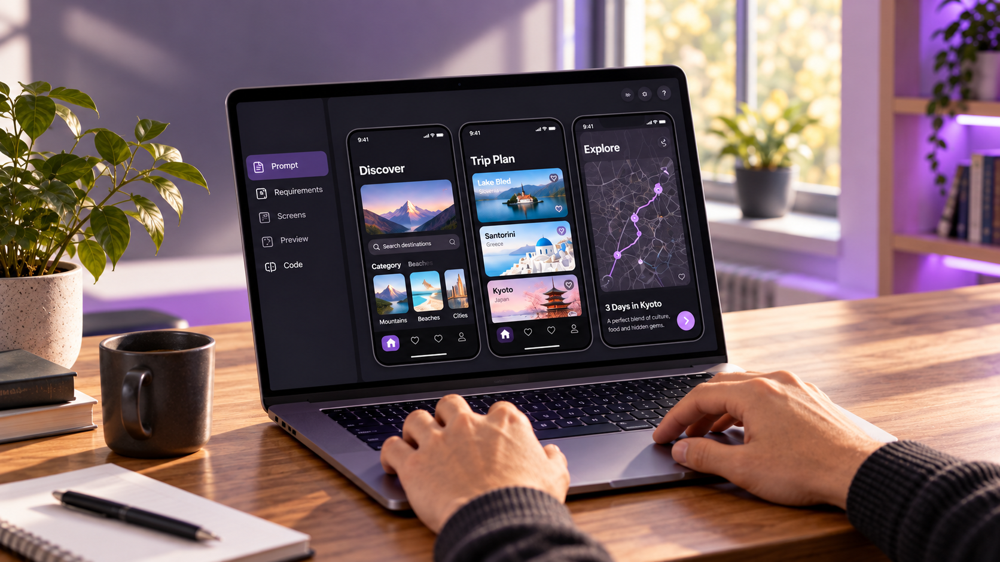 Prompt
Requirements
Screens
Preview
Code
?
9:41
Discover
Search destinations
Category Beaches
Mountains Beaches Cities
9:41
Trip Plan
Lake Bled
Slovenia
Santorini
Greece
Kyoto
Japan
9:41
Explore
3 Days in Kyoto
A perfect blend of culture,
food and hidden gems.